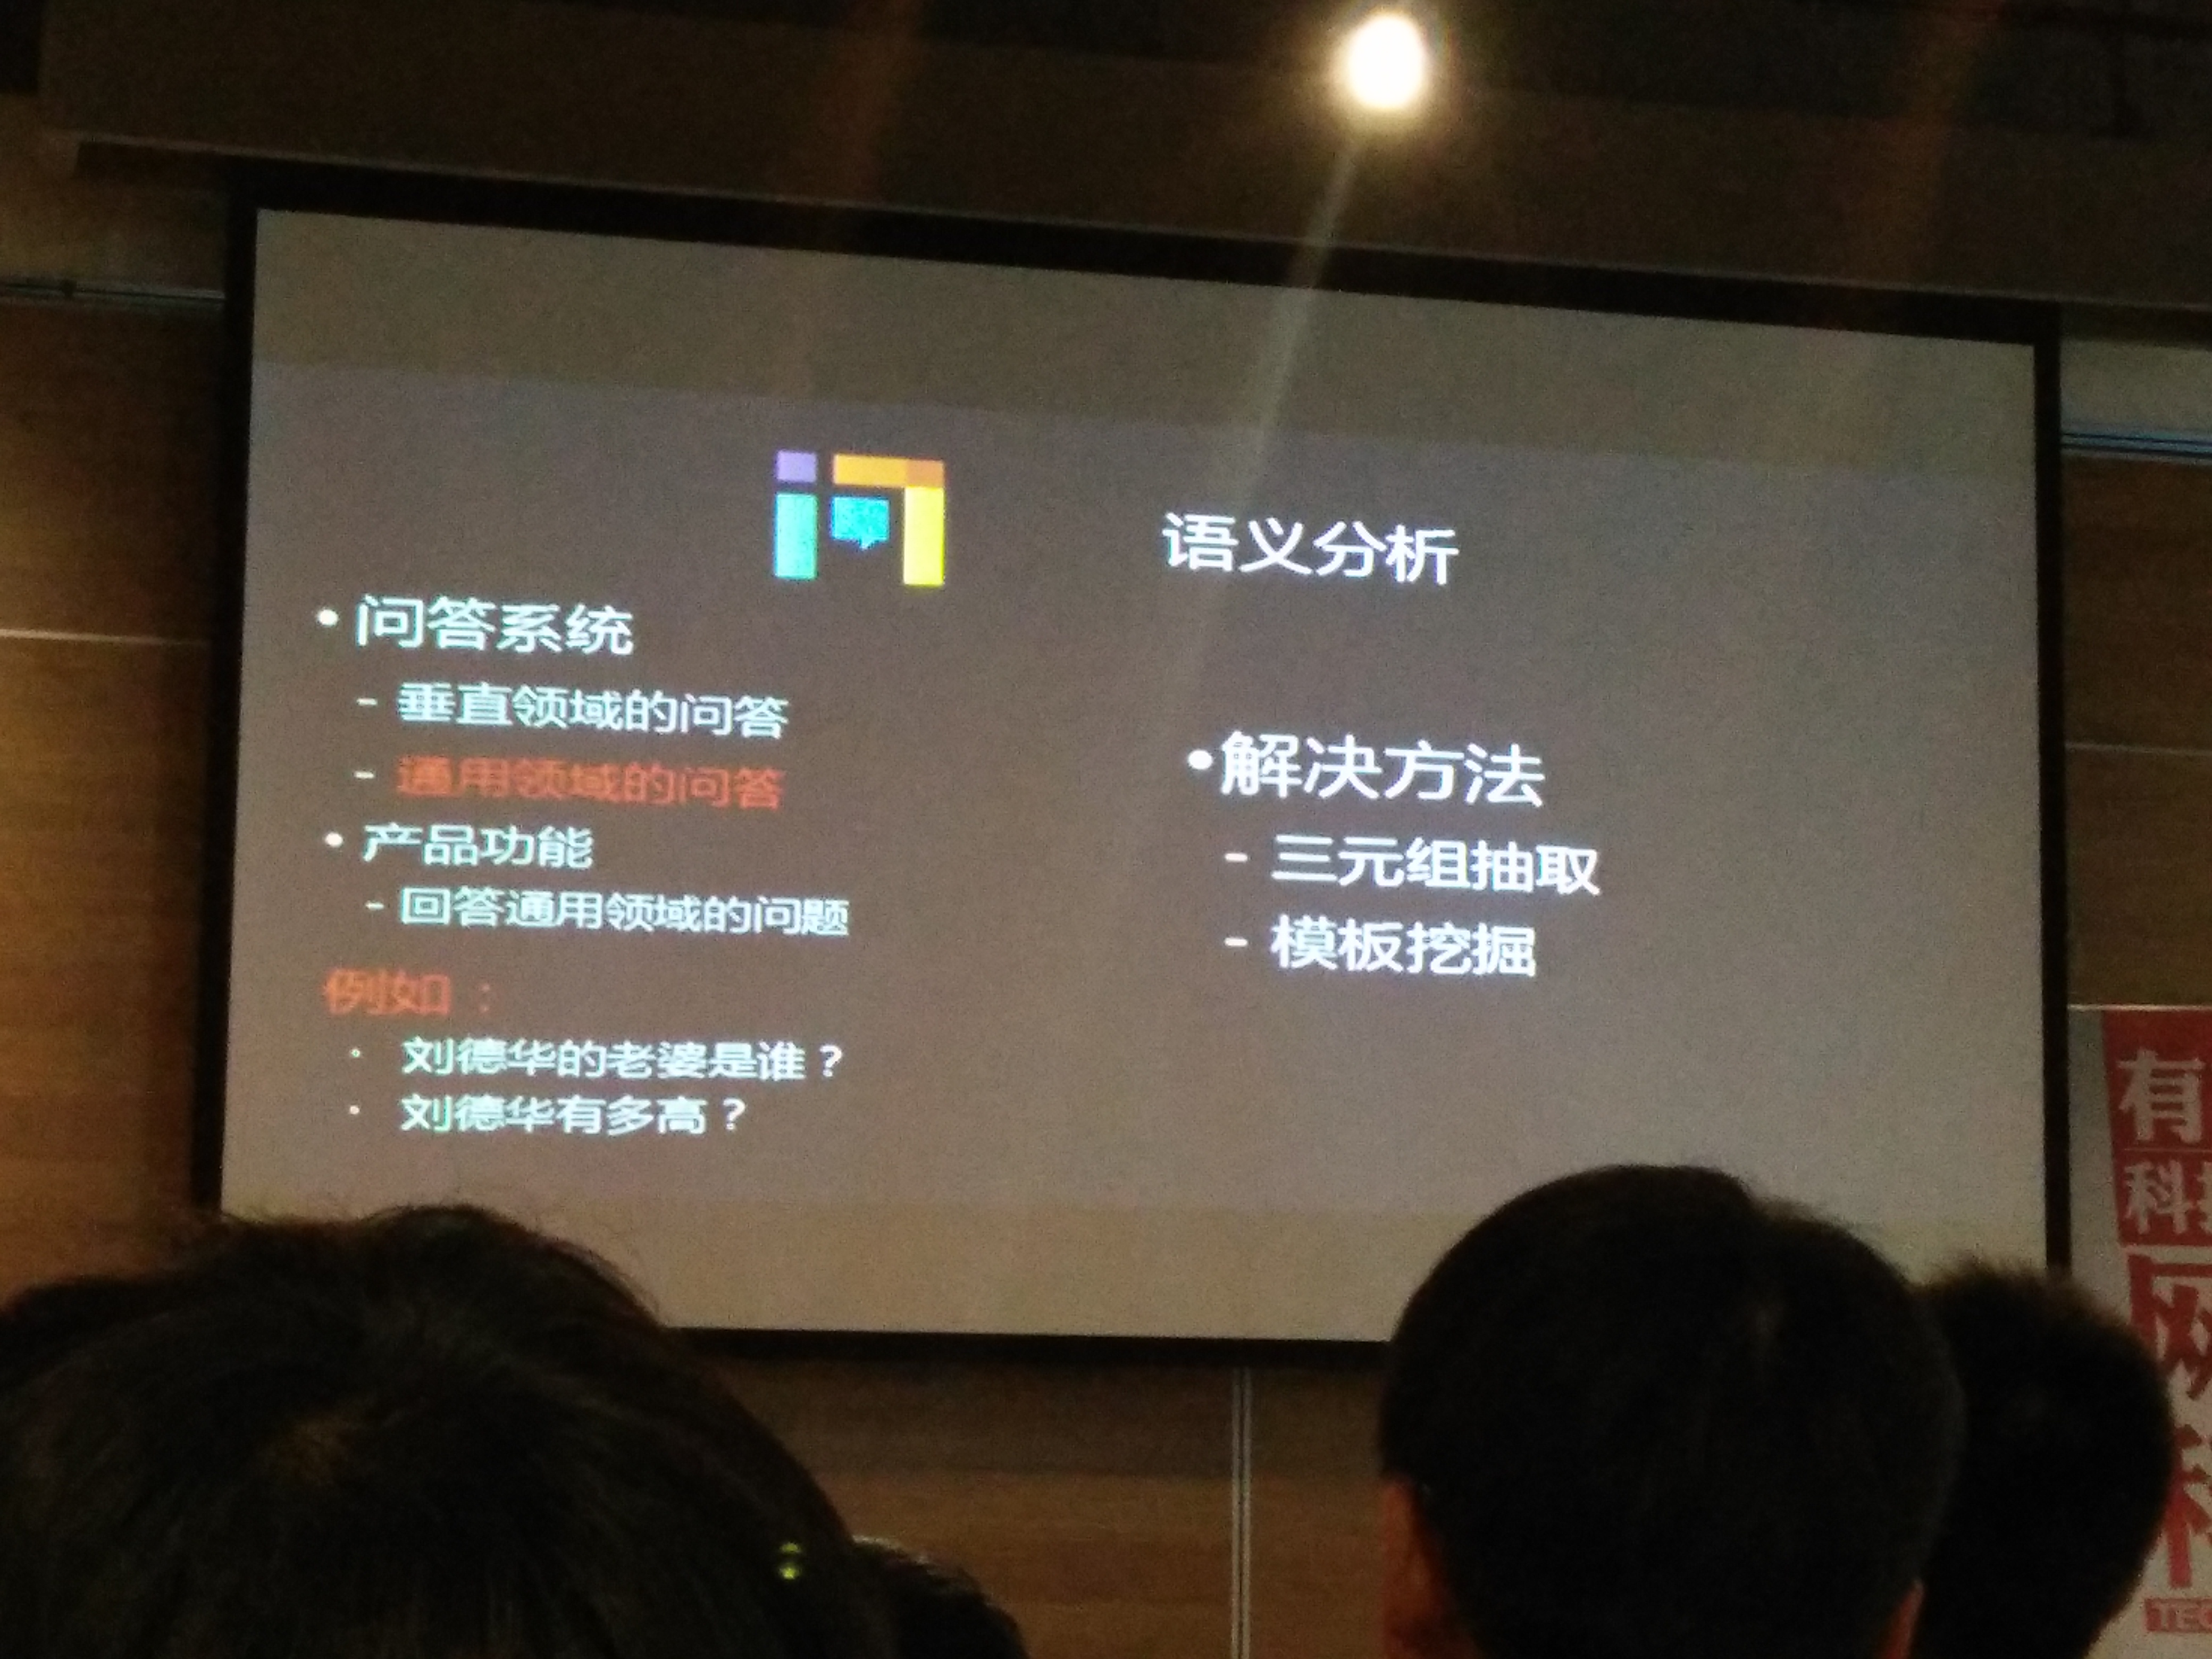 语义分析
• 问答系统
- 垂直领域的问答
- 通用领域的问答
• 产品功能
- 回答通用领域的问题
例如：
· 刘德华的老婆是谁？
· 刘德华有多高？
•解决方法
- 三元组抽取
- 模板挖掘
有
科
网
TEC